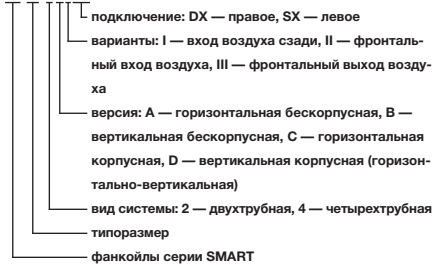 подключение: DX — правое, SX — левое
варианты: I — вход воздуха сзади, II — фронталь-
ный вход воздуха, III — фронтальный выход возду-
ха
версия: A — горизонтальная бескорпусная, B —
вертикальная бескорпусная, C — горизонтальная
корпусная, D — вертикальная корпусная (горизон-
тально-вертикальная)
вид системы: 2 — двухтрубная, 4 — четырехтрубная
типоразмер
фанкойлы серии SMART